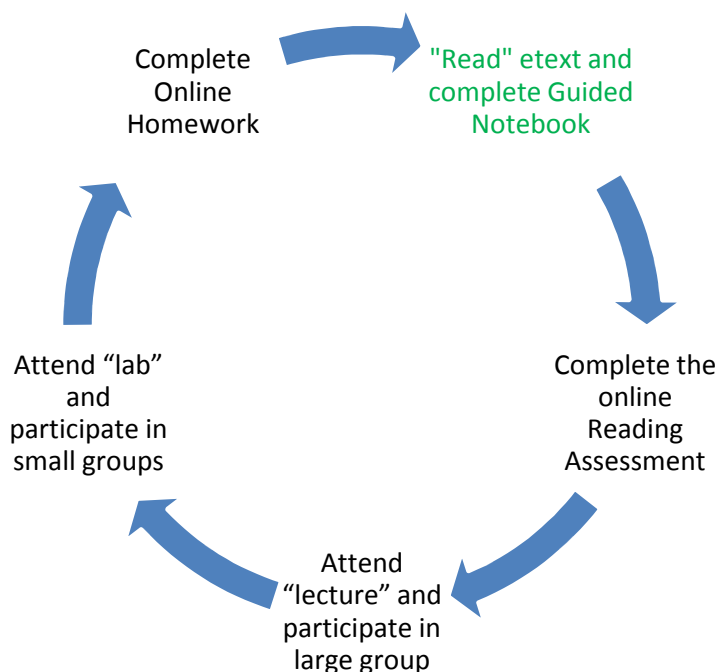 Complete
Online
Homework
"Read" etext and
complete Guided
Notebook
Complete the
online
Reading
Assessment
Attend
“lecture” and
participate in
large group
Attend “lab”
and
participate in
small groups